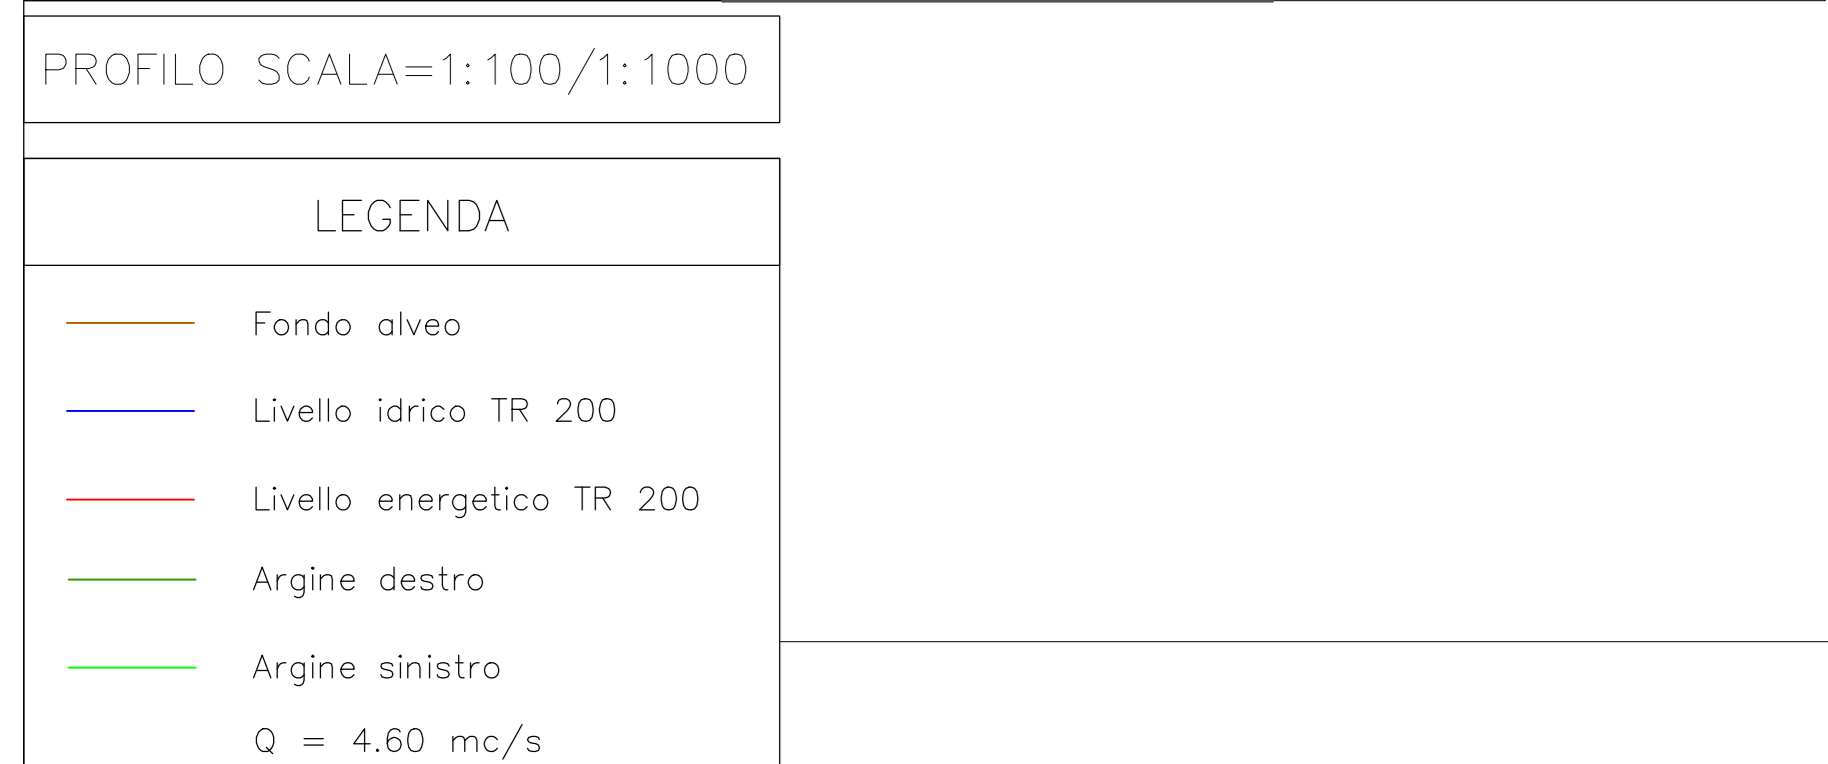 PROFILO SCALA=1:100/1:1000
LEGENDA
Fondo alveo
Livello idrico TR 200
Livello energetico TR 200
Argine destro
Argine sinistro
Q = 4.60 mc/s